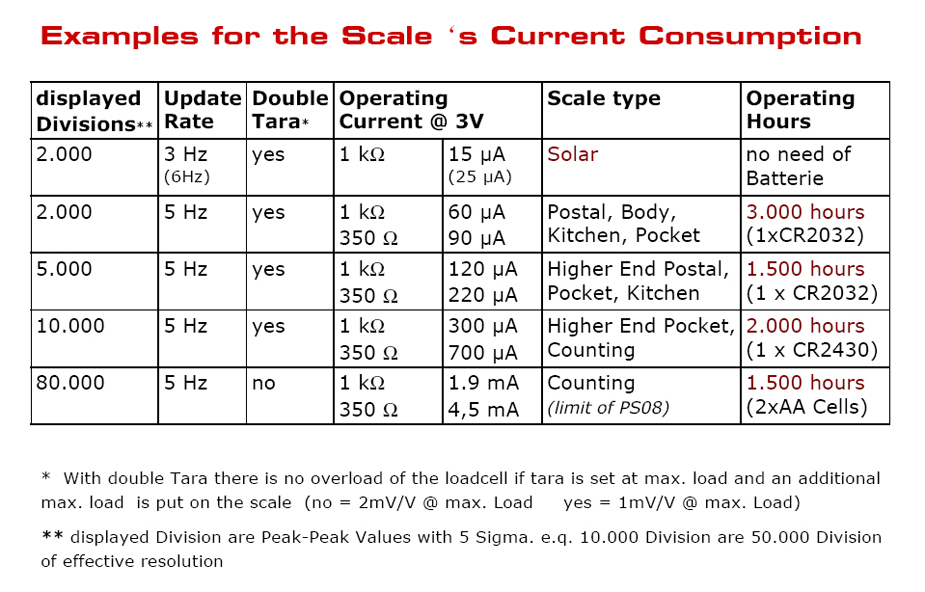 Examples for the Scale ‘s Current Consumption
displayed Divisions** Update Rate Double Tara* Operating Current @ 3V Scale type Operating Hours
2.000 3 Hz (6Hz) yes 1 kΩ 15 µA (25 µA) Solar no need of Batterie
2.000 5 Hz yes 1 kΩ 60 µA Postal, Body, 3.000 hours
350 Ω 90 µA Kitchen, Pocket (1xCR2032)
5.000 5 Hz yes 1 kΩ 120 µA Higher End Postal, 1.500 hours
350 Ω 220 µA Pocket, Kitchen (1 x CR2032)
10.000 5 Hz yes 1 kΩ 300 µA Higher End Pocket, 2.000 hours
350 Ω 700 µA Counting (1 x CR2430)
80.000 5 Hz no 1 kΩ 1.9 mA Counting 1.500 hours
350 Ω 4,5 mA (limit of PS08) (2xAA Cells)
* With double Tara there is no overload of the loadcell if tara is set at max. load and an additional
max. load is put on the scale (no = 2mV/V @ max. Load yes = 1mV/V @ max. Load)
** displayed Division are Peak-Peak Values with 5 Sigma. e.q. 10.000 Division are 50.000 Division
of effective resolution